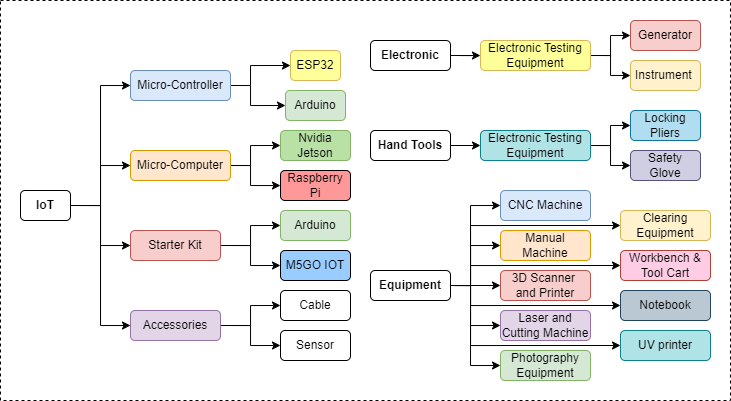 IoT
Micro-Controller
ESP32
Arduino
Micro-Computer
Nvidia
Jetson
Raspberry
Pi
Starter Kit
Arduino
M5GO IOT
Accessories
Cable
Sensor
Electronic
Electronic Testing
Equipment
Generator
Instrument
Hand Tools
Electronic Testing
Equipment
Locking
Pliers
Safety
Glove
Equipment
CNC Machine
Clearing
Equipment
Manual
Machine
Workbench &
Tool Cart
3D Scanner
and Printer
Notebook
Laser and
Cutting Machine
UV printer
Photography
Equipment